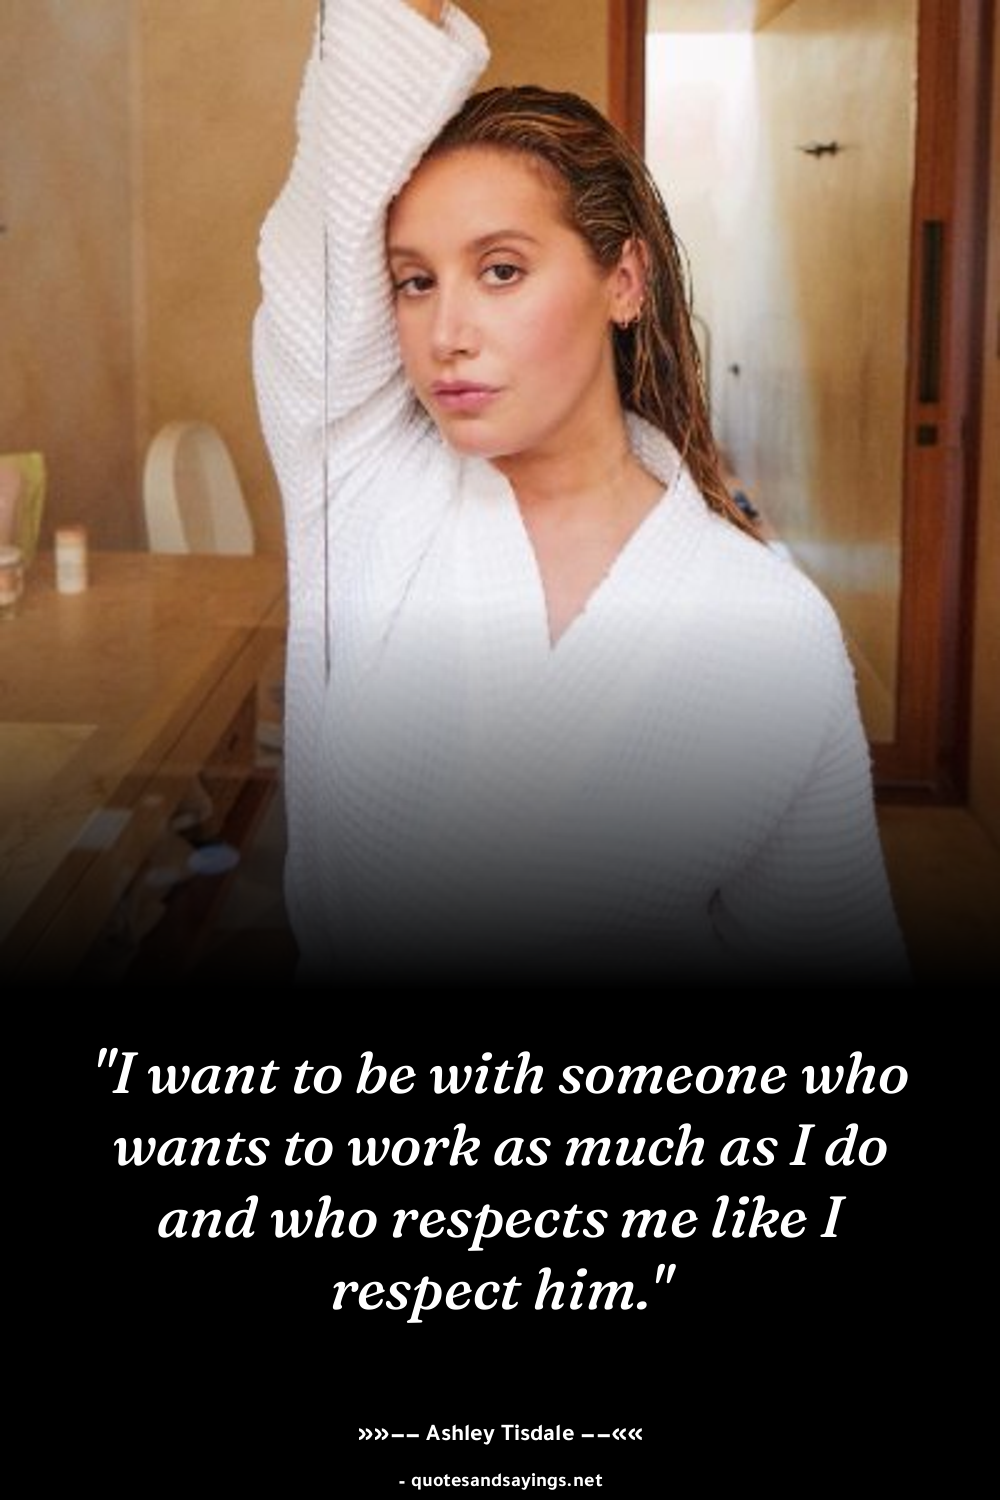 "I want to be with someone who
wants to work as much as I do
and who respects me like I
respect him."
»»–– Ashley Tisdale ––««
- quotesandsayings.net